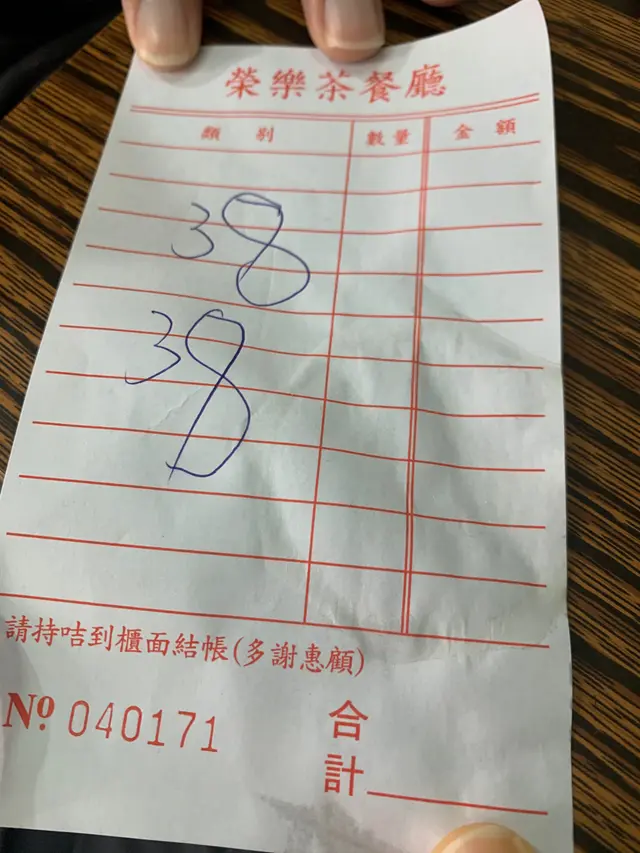 榮樂茶餐廳
類別 數量 金額
38
38
請持咭到櫃面結帳(多謝惠顧)
Nº 040171
合計